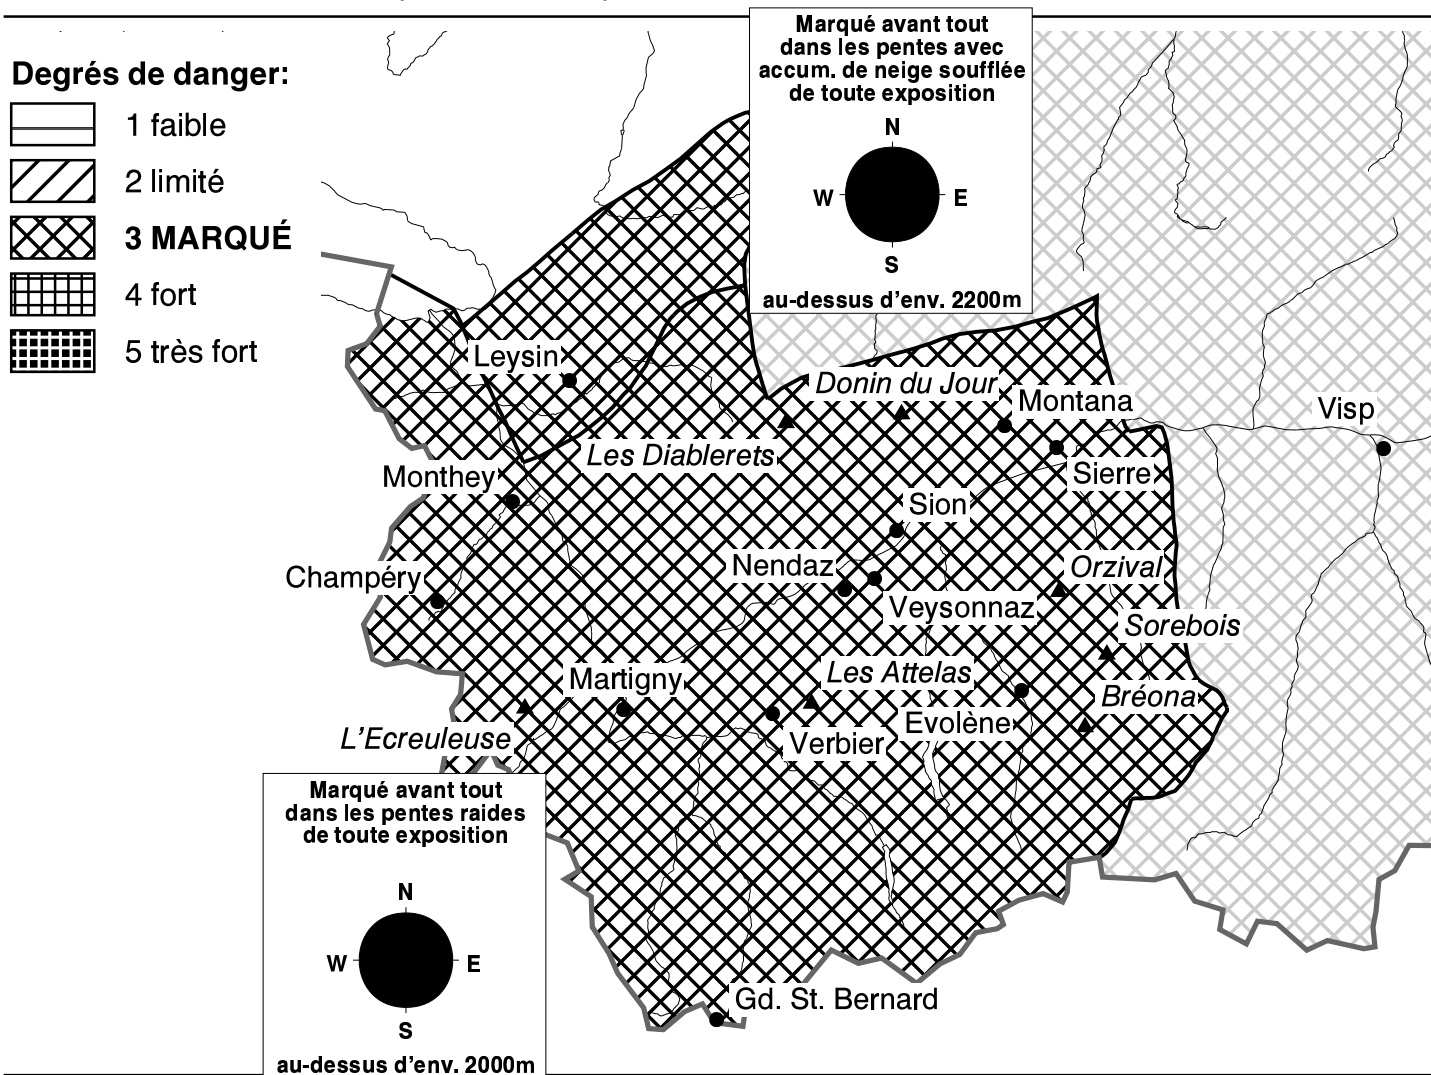 Marqué avant tout
dans les pentes avec
accum. de neige soufflée
de toute exposition
N
W
E
S
au-dessus d'env. 2200m
Degrés de danger:
1 faible
2 limité
3 MARQUÉ
4 fort
5 très fort
Leysin
Donin du Jour
Montana
Visp
Les Diablerets
Monthey
Sierre
Sion
Nendaz
Orzival
Champéry
Veysonnaz
Sorebois
Martigny
Les Attelas
Bréona
L'Ecreuleuse
Evolène
Verbier
Marqué avant tout
dans les pentes raides
de toute exposition
N
W
E
S
au-dessus d'env. 2000m
Gd. St. Bernard